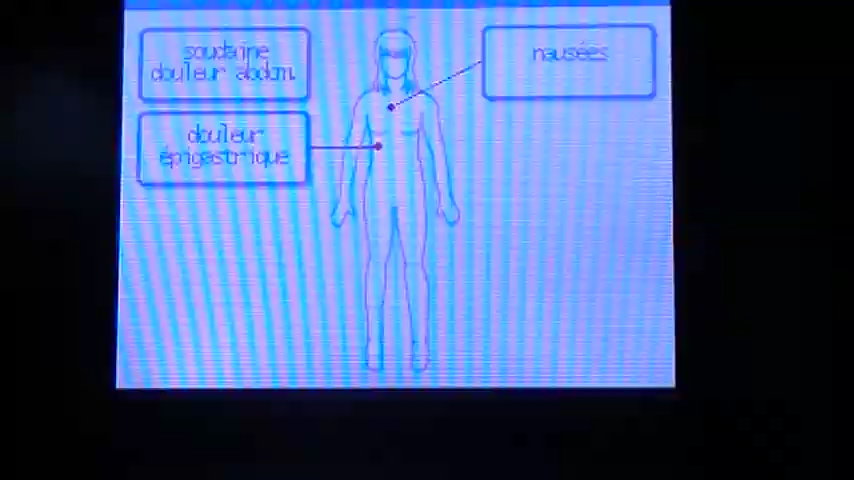 soudaine
douleur abdom.
douleur
épigastrique
nausées